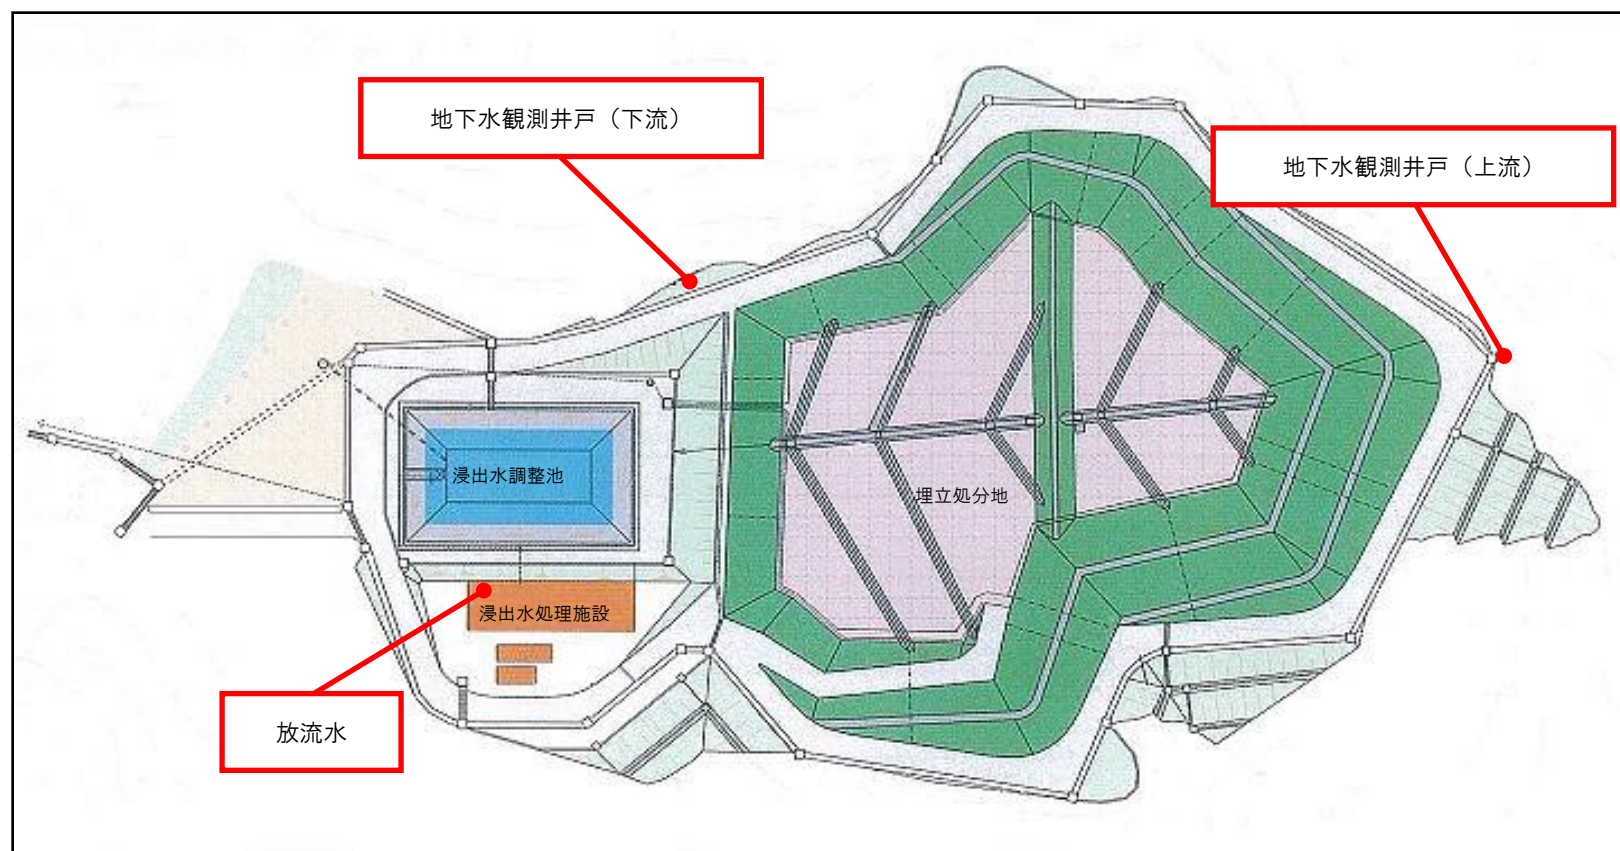 地下水観測井戸（下流）
地下水観測井戸（上流）
浸出水調整池
埋立処分地
浸出水処理施設
放流水